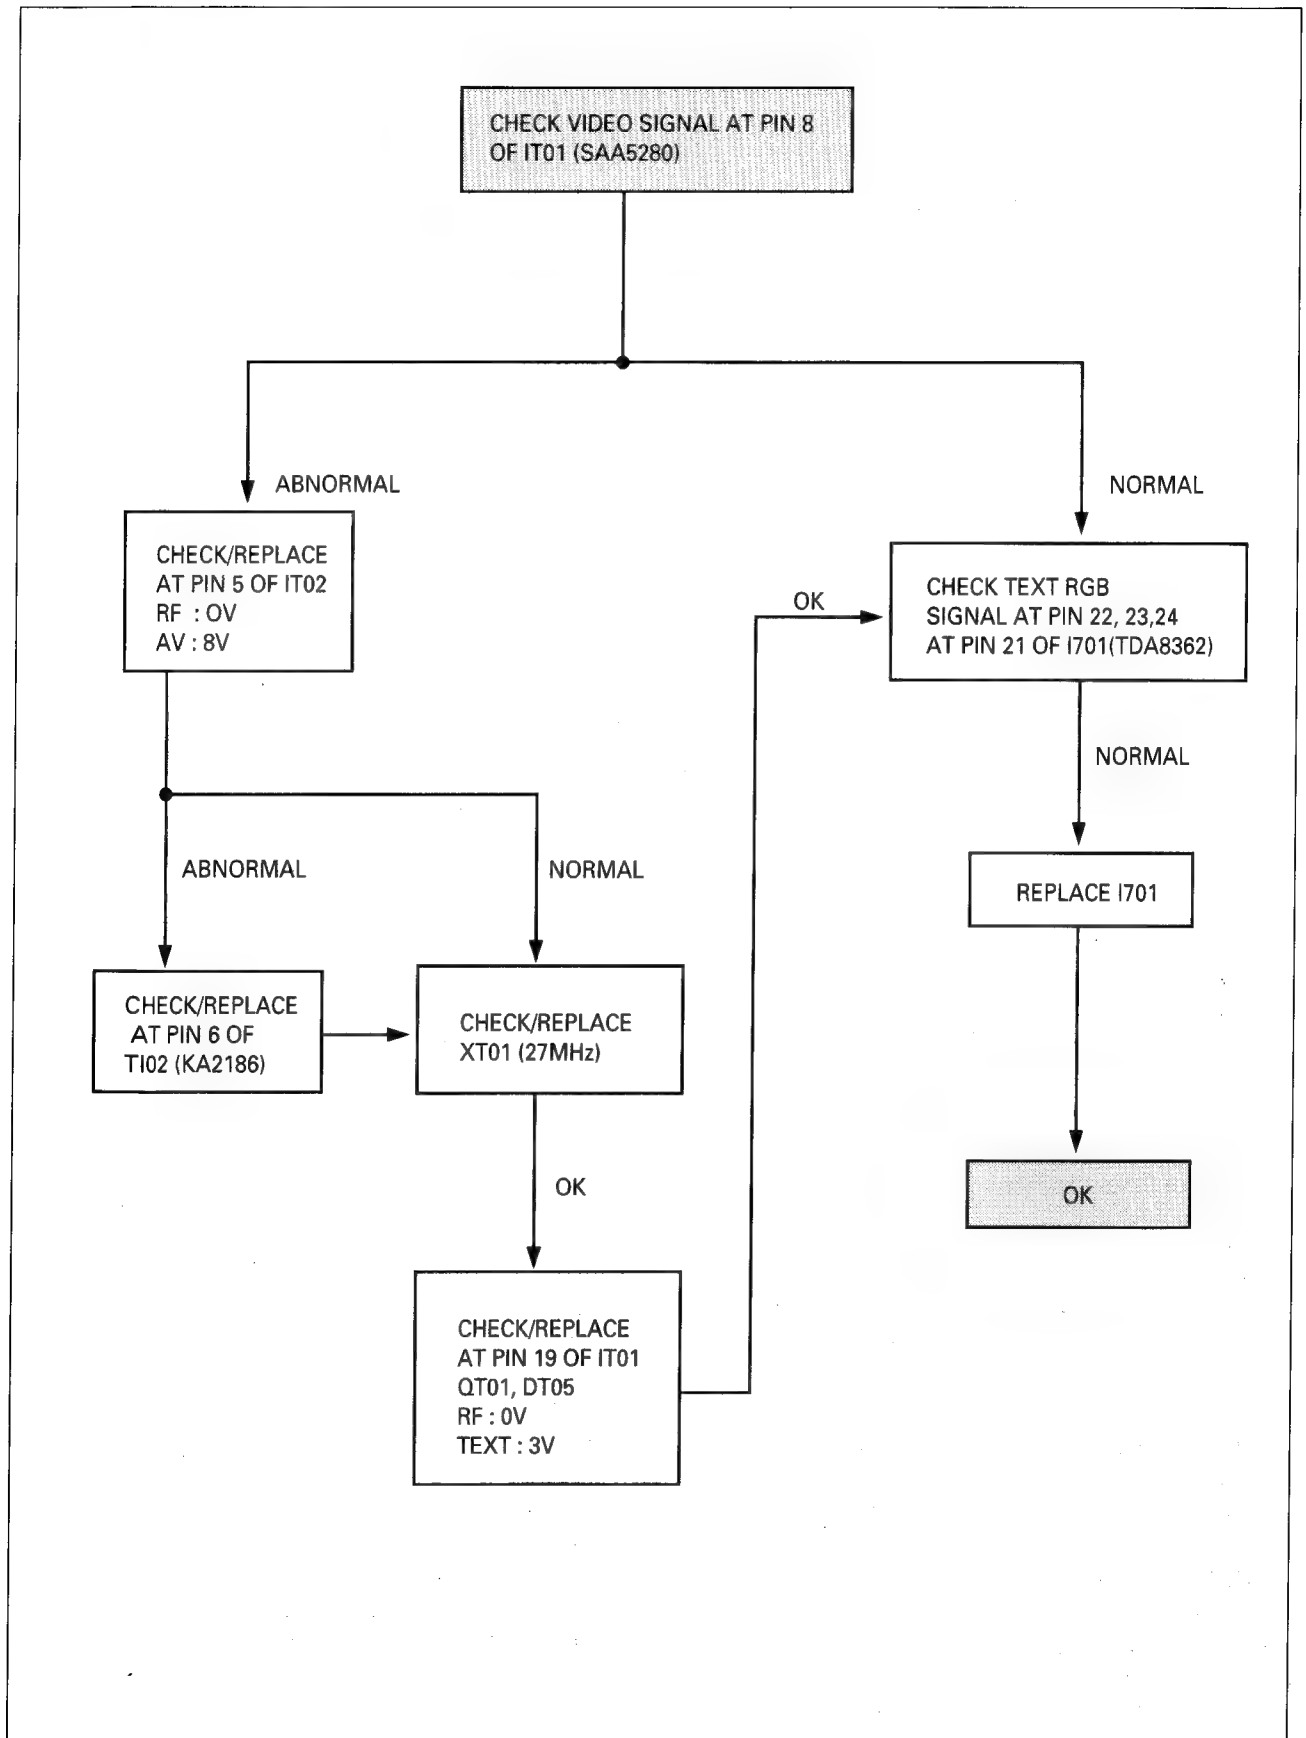 CHECK VIDEO SIGNAL AT PIN 8
OF IT01 (SAA5280)
ABNORMAL
NORMAL
CHECK/REPLACE
AT PIN 5 OF IT02
RF : OV
AV : 8V
OK
CHECK TEXT RGB
SIGNAL AT PIN 22, 23,24
AT PIN 21 OF I701(TDA8362)
NORMAL
ABNORMAL
NORMAL
REPLACE I701
CHECK/REPLACE
AT PIN 6 OF
TI02 (KA2186)
CHECK/REPLACE
XT01 (27MHz)
OK
OK
CHECK/REPLACE
AT PIN 19 OF IT01
QT01, DT05
RF : 0V
TEXT : 3V